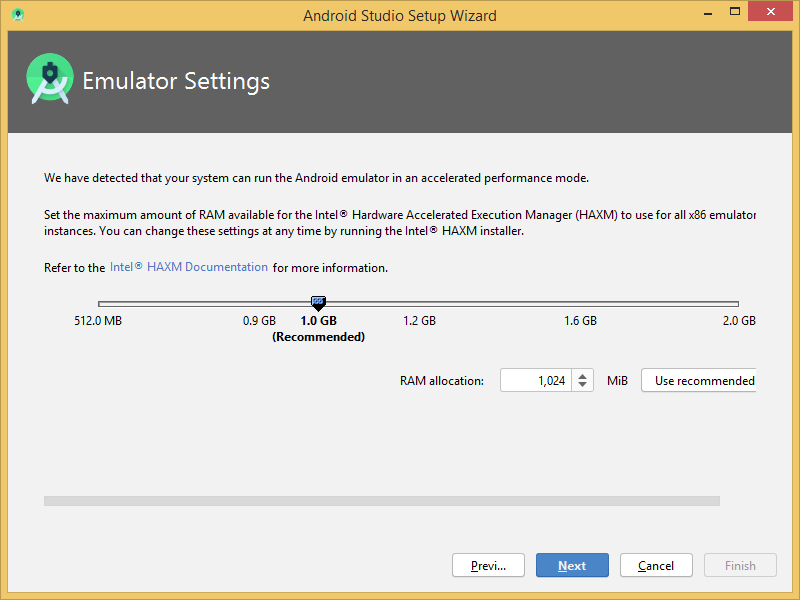 Android Studio Setup Wizard
Emulator Settings
We have detected that your system can run the Android emulator in an accelerated performance mode.
Set the maximum amount of RAM available for the Intel® Hardware Accelerated Execution Manager (HAXM) to use for all x86 emulator
instances. You can change these settings at any time by running the Intel® HAXM installer.
Refer to the Intel® HAXM Documentation for more information.
512.0 MB 0.9 GB 1.0 GB 1.2 GB 1.6 GB 2.0 GB
(Recommended)
RAM allocation: 1,024 MiB Use recommended
Previ... Next Cancel Finish